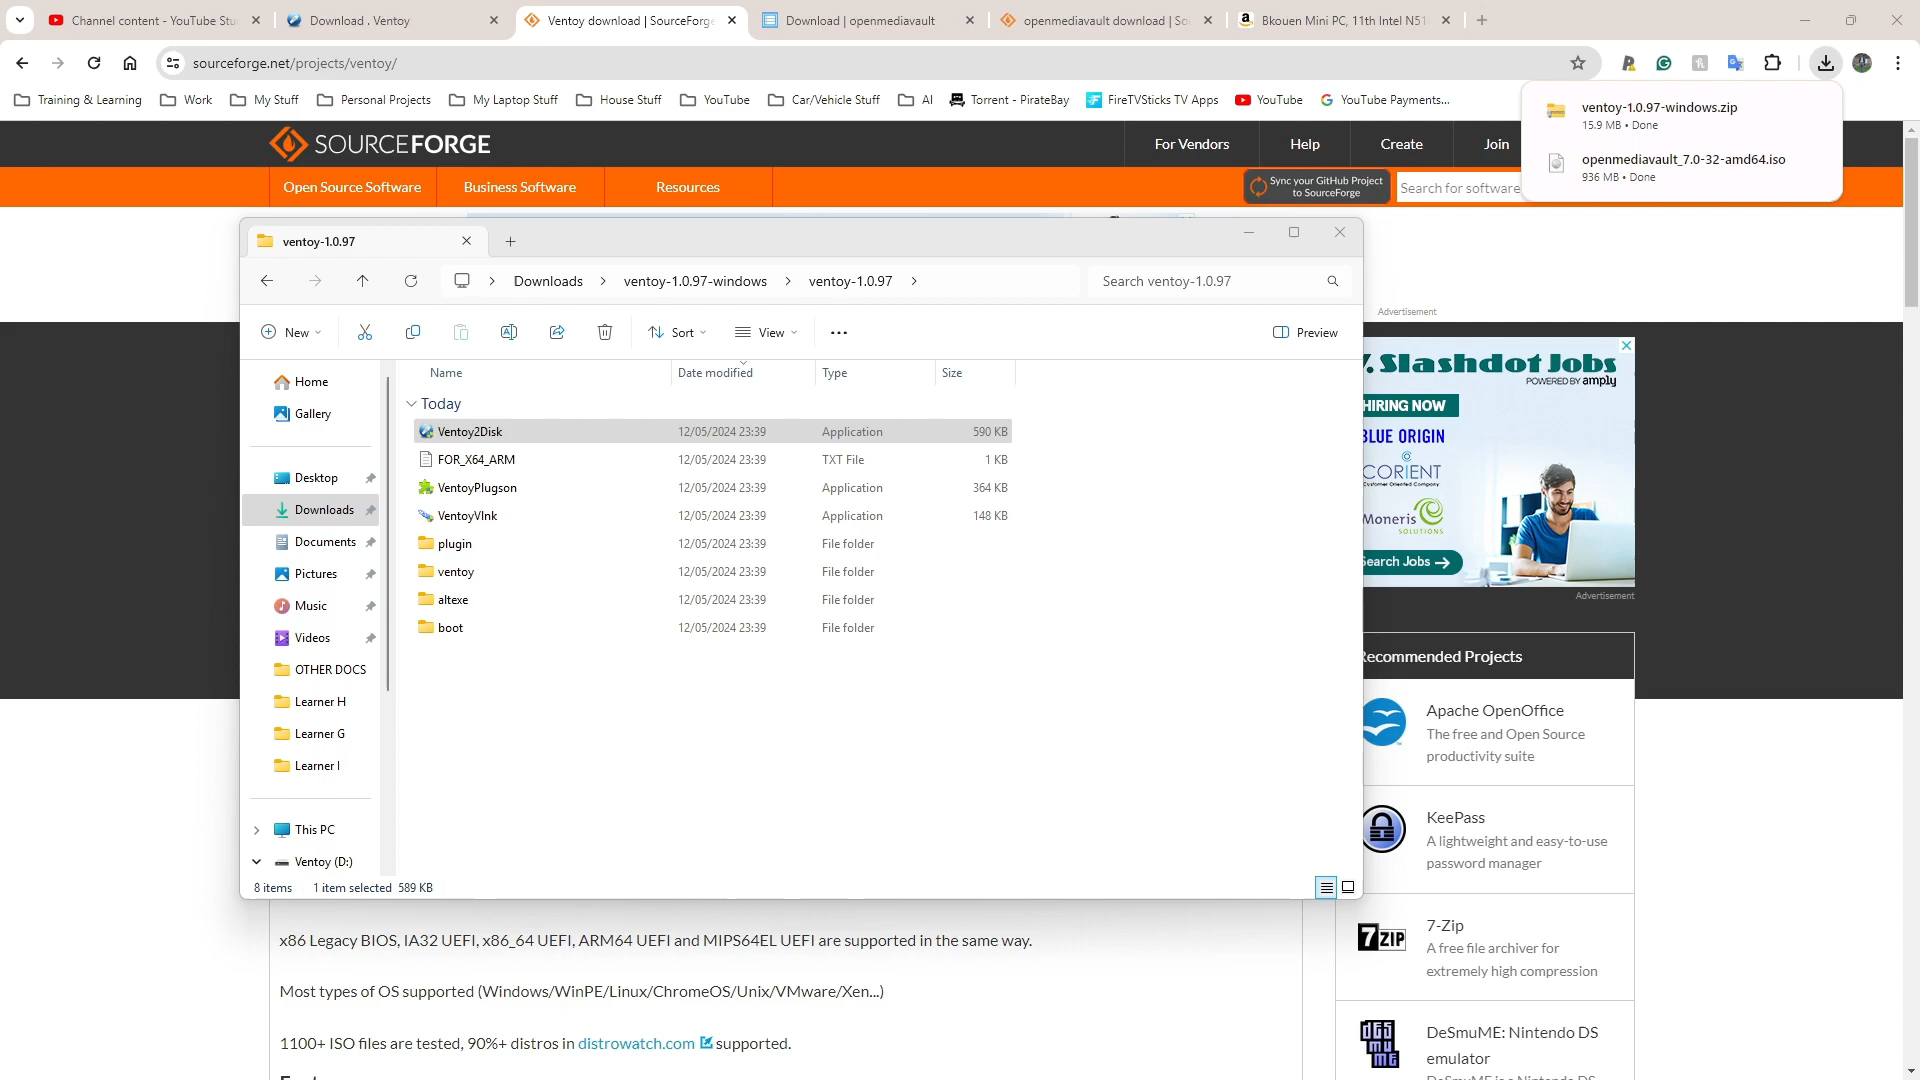 Channel content - YouTube Stu
Download . Ventoy
Ventoy download | SourceForge
Download | openmediavault
openmediavault download | So
Bkouen Mini PC, 11th Intel N51
sourceforge.net/projects/ventoy/
Training & Learning
Work
My Stuff
Personal Projects
My Laptop Stuff
House Stuff
YouTube
Car/Vehicle Stuff
AI
Torrent - PirateBay
FireTVSticks TV Apps
YouTube
YouTube Payments...
ventoy-1.0.97-windows.zip
15.9 MB • Done
openmediavault_7.0-32-amd64.iso
936 MB • Done
SOURCEFORGE
For Vendors
Help
Create
Join
Open Source Software
Business Software
Resources
Sync your GitHub Project
to SourceForge
Search for software
ventoy-1.0.97
Downloads
ventoy-1.0.97-windows
ventoy-1.0.97
Search ventoy-1.0.97
New
Sort
View
Preview
Home
Gallery
Desktop
Downloads
Documents
Pictures
Music
Videos
OTHER DOCS
Learner H
Learner G
Learner I
This PC
Ventoy (D:)
Name Date modified Type Size
Today
Ventoy2Disk 12/05/2024 23:39 Application 590 KB
FOR_X64_ARM 12/05/2024 23:39 TXT File 1 KB
VentoyPlugson 12/05/2024 23:39 Application 364 KB
VentoyVlnk 12/05/2024 23:39 Application 148 KB
plugin 12/05/2024 23:39 File folder
ventoy 12/05/2024 23:39 File folder
altexe 12/05/2024 23:39 File folder
boot 12/05/2024 23:39 File folder
8 items 1 item selected 589 KB
Advertisement
Slashdot Jobs
POWERED BY amply
HIRING NOW
BLUE ORIGIN
CORIENT
Moneris
SOLUTIONS
Search Jobs
Advertisement
Recommended Projects
Apache OpenOffice
The free and Open Source
productivity suite
KeePass
A lightweight and easy-to-use
password manager
7ZIP
7-Zip
A free file archiver for
extremely high compression
DeSmuME: Nintendo DS
emulator
x86 Legacy BIOS, IA32 UEFI, x86_64 UEFI, ARM64 UEFI and MIPS64EL UEFI are supported in the same way.
Most types of OS supported (Windows/WinPE/Linux/ChromeOS/Unix/VMware/Xen...)
1100+ ISO files are tested, 90%+ distros in distrowatch.com supported.